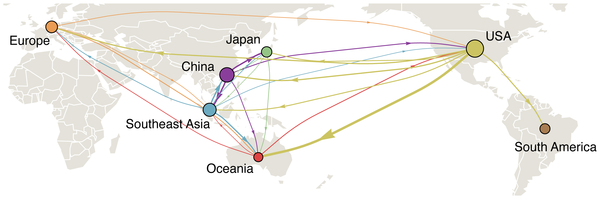 Europe
Japan
USA
China
Southeast Asia
Oceania
South America